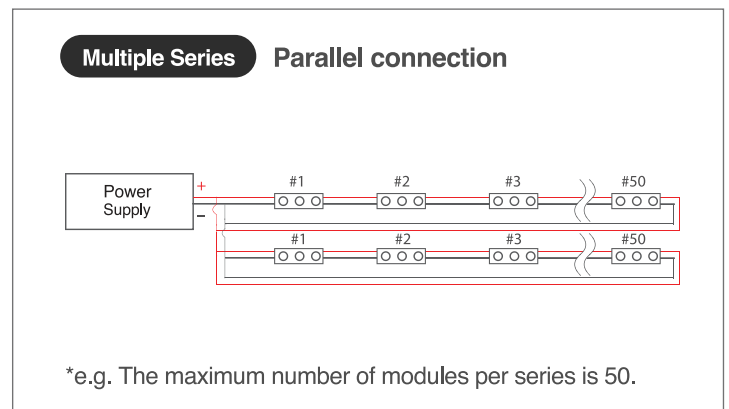 Multiple Series Parallel connection
Power
Supply
+
–
#1 #2 #3 #50
#1 #2 #3 #50
*e.g. The maximum number of modules per series is 50.